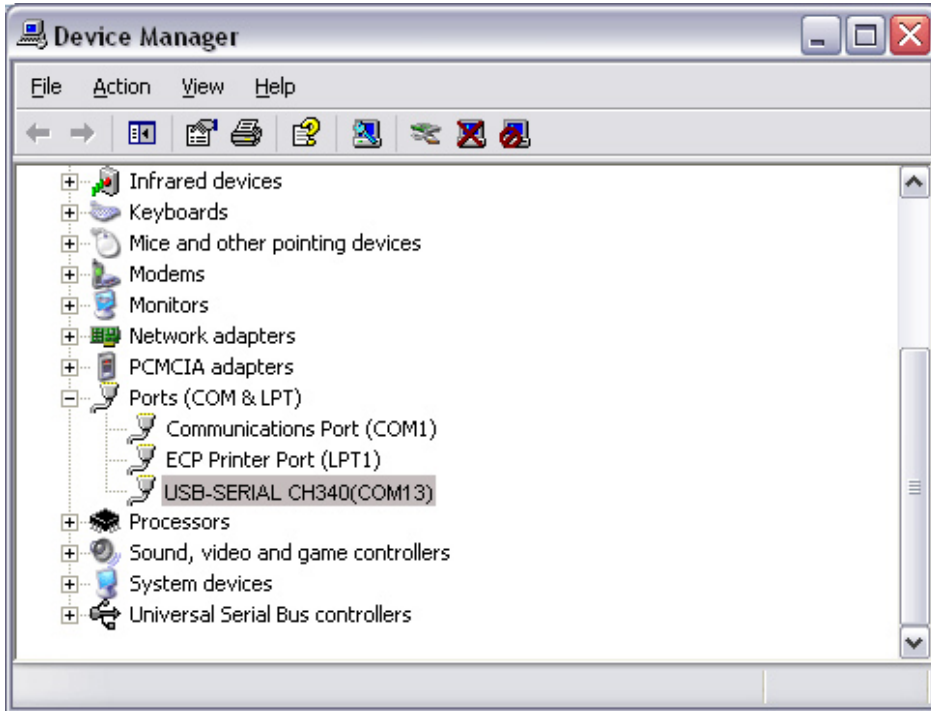 Device Manager
File Action View Help
Infrared devices
Keyboards
Mice and other pointing devices
Modems
Monitors
Network adapters
PCMCIA adapters
Ports (COM & LPT)
Communications Port (COM1)
ECP Printer Port (LPT1)
USB-SERIAL CH340(COM13)
Processors
Sound, video and game controllers
System devices
Universal Serial Bus controllers